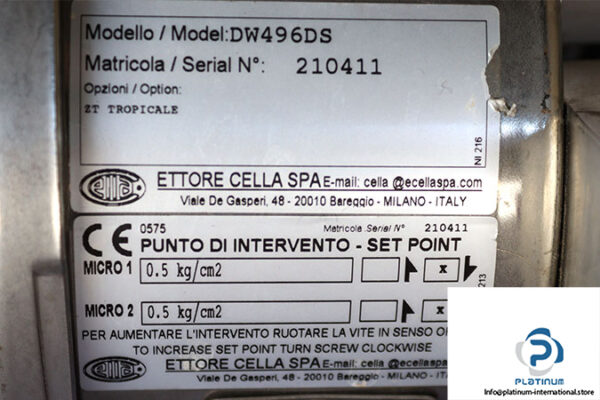 Modello / Model:DW496DS
Matricola / Serial N°: 210411
Opzioni / Option:
ZT TROPICALE
NI 216
ETTORE CELLA SPA E-mail: cella @ecellaspa.com
Viale De Gasperi, 48 - 20010 Bareggio - MILANO - ITALY
CE 0575 Matricola Serial N° 210411
PUNTO DI INTERVENTO - SET POINT
MICRO 1 0.5 kg/cm2 x
213
MICRO 2 0.5 kg/cm2 x
PER AUMENTARE L'INTERVENTO RUOTARE LA VITE IN SENSO
TO INCREASE SET POINT TURN SCREW CLOCKWISE
ETTORE CELLA SPA E-mail: cella @ecellaspa
Viale De Gasperi, 48 - 20010 Bareggio - MILANO - ITAL
PLATINUM
INTERNATIONAL
Info@platinum-international.store